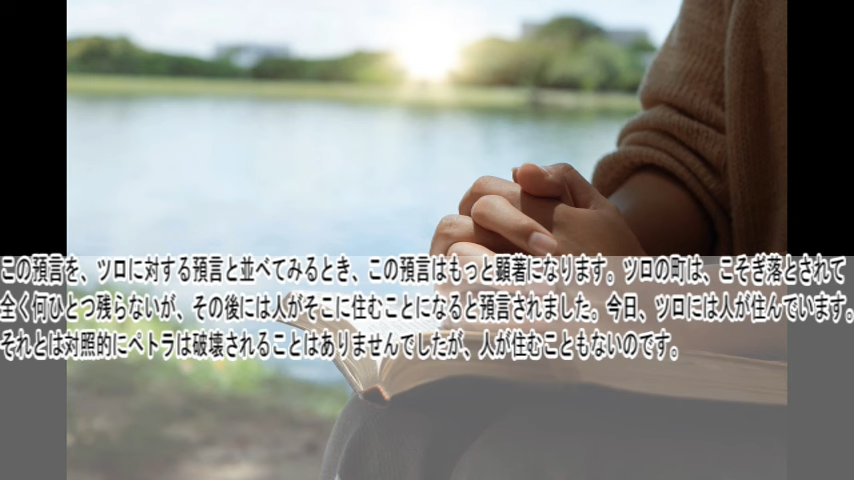 この預言を、ツロに対する預言と並べてみるとき、この預言はもっと顕著になります。ツロの町は、こそぎ落とされて
全く何ひとつ残らないが、その後には人がそこに住むことになると預言されました。今日、ツロには人が住んでいます。
それとは対照的にペトラは破壊されることはありませんでしたが、人が住むこともないのです。